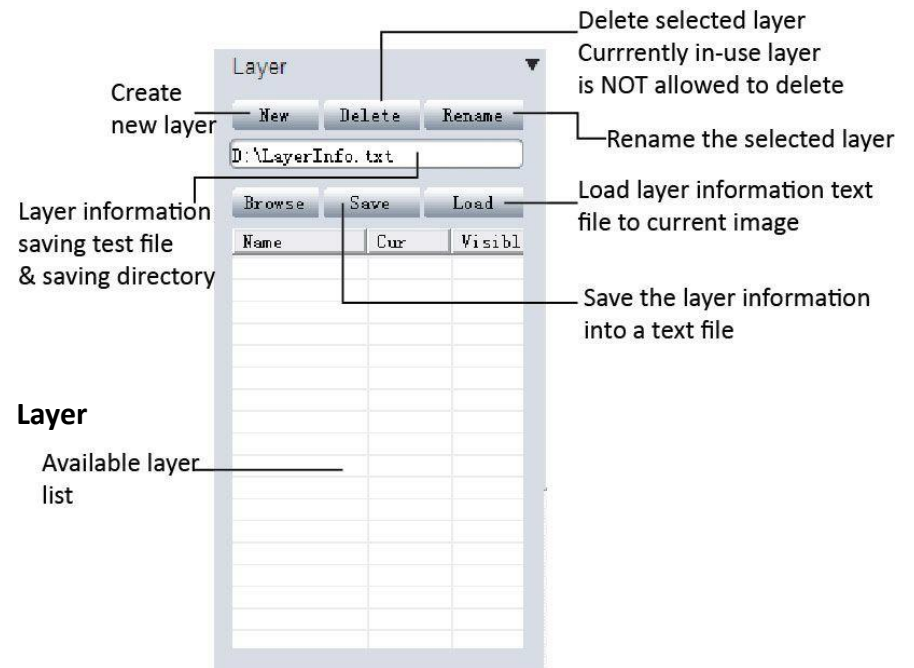 Delete selected layer
Currrently in-use layer
is NOT allowed to delete
Layer
Create
new layer
New Delete Rename
Rename the selected layer
D:\LayerInfo.txt
Layer information
saving test file
& saving directory
Browse Save Load
Load layer information text
file to current image
Name Cur Visibl
Save the layer information
into a text file
Layer
Available layer
list